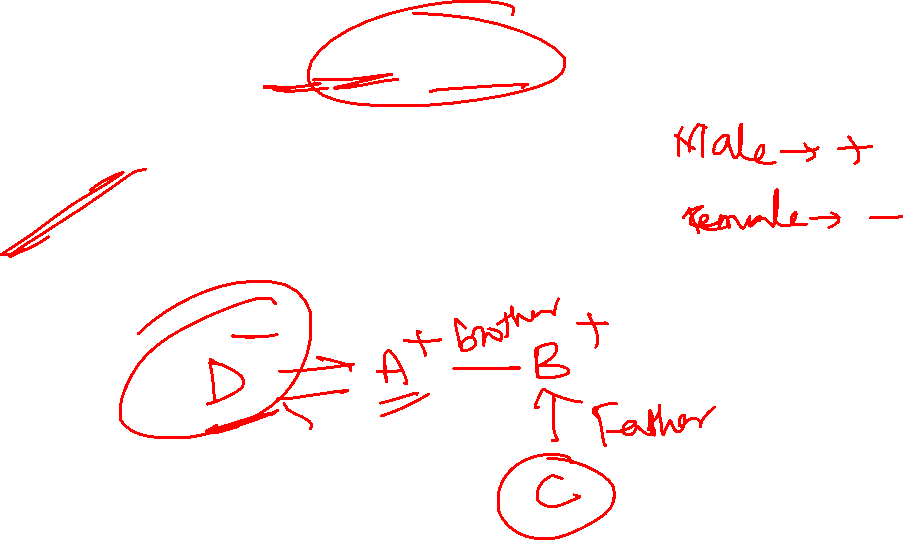 Male → +
Female → -
D - A + brother B +
Father
C